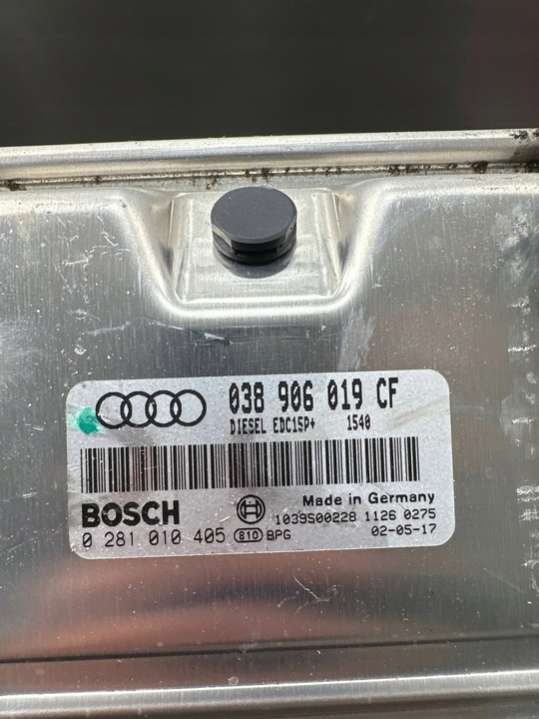 038 906 019 CF
DIESEL EDC15P+ 1540
BOSCH
Made in Germany
1039S00228 1126 0275
0 281 010 405 810 BPG 02-05-17